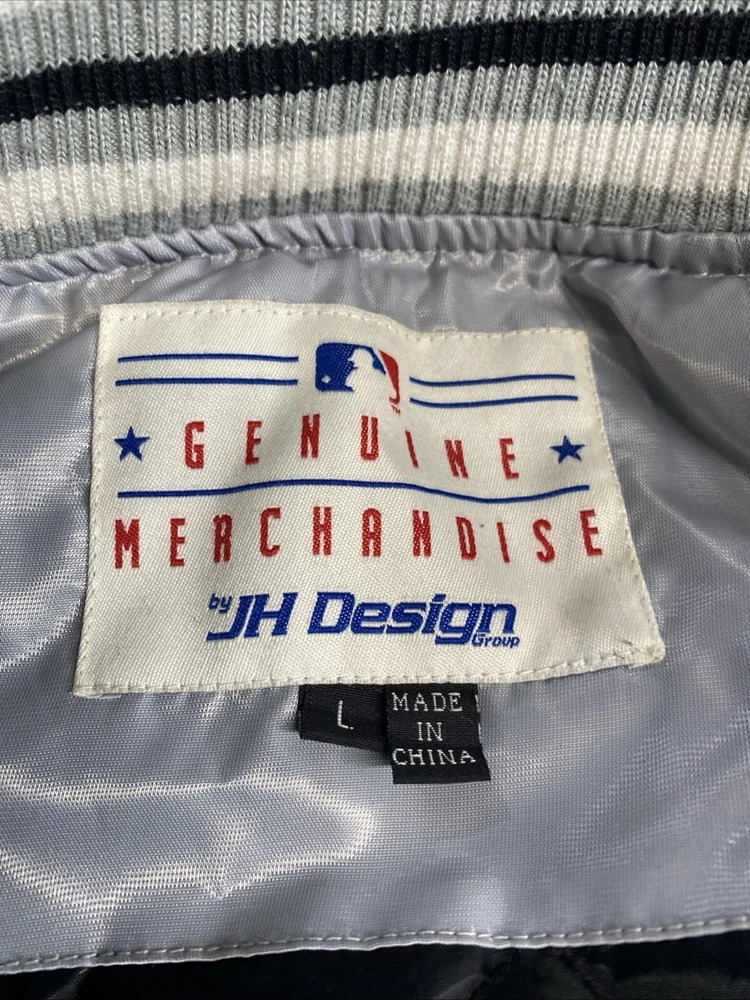 GENUINE
MERCHANDISE
by JH Design
Group
L
MADE
IN
CHINA